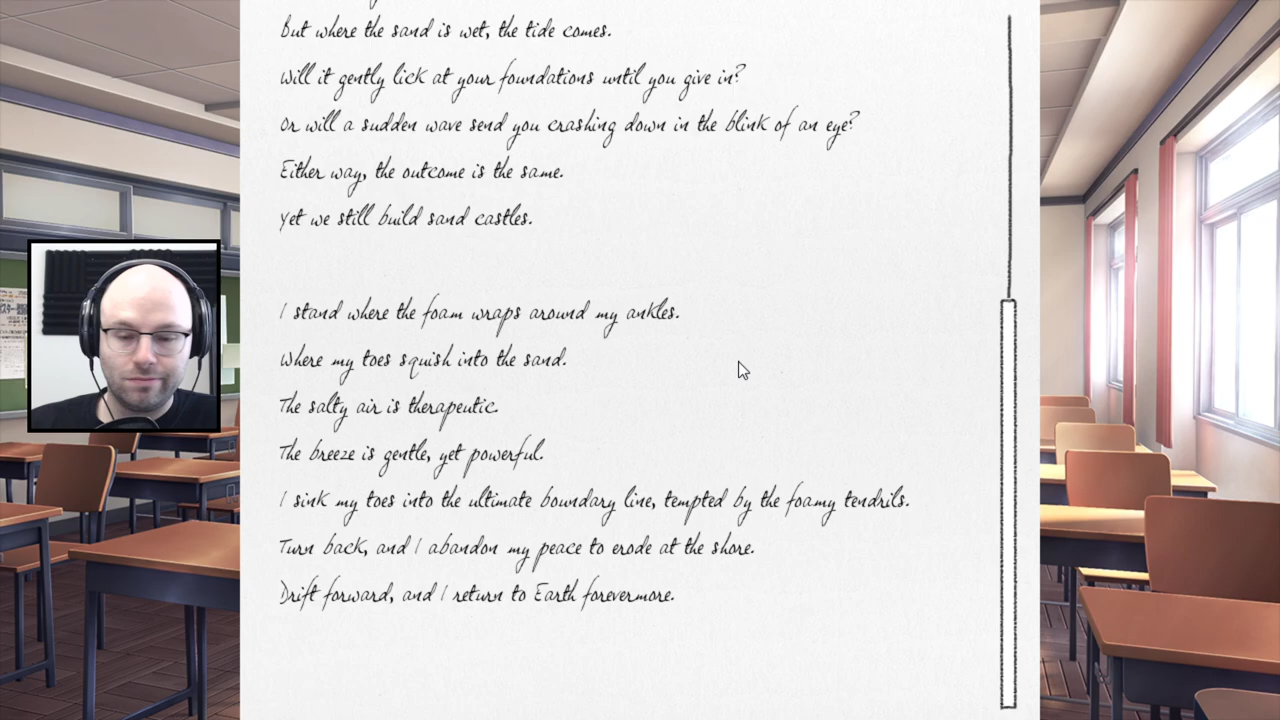 But where the sand is wet, the tide comes.
Will it gently lick at your foundations until you give in?
Or will a sudden wave send you crashing down in the blink of an eye?
Either way, the outcome is the same.
Yet we still build sand castles.
I stand where the foam wraps around my ankles.
Where my toes squish into the sand.
The salty air is therapeutic.
The breeze is gentle, yet powerful.
I sink my toes into the ultimate boundary line, tempted by the foamy tendrils.
Turn back, and I abandon my peace to erode at the shore.
Drift forward, and I return to Earth forevermore.